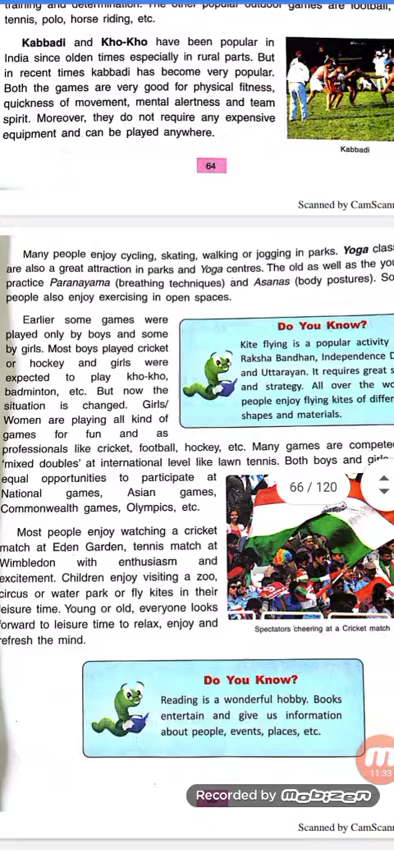 training and determination. The other popular outdoor games are football,
tennis, polo, horse riding, etc.
Kabbadi and Kho-Kho have been popular in
India since olden times especially in rural parts. But
in recent times kabbadi has become very popular.
Both the games are very good for physical fitness,
quickness of movement, mental alertness and team
spirit. Moreover, they do not require any expensive
equipment and can be played anywhere.
Kabbadi
64
Scanned by CamScan
Many people enjoy cycling, skating, walking or jogging in parks. Yoga clas
are also a great attraction in parks and Yoga centres. The old as well as the yo
practice Paranayama (breathing techniques) and Asanas (body postures). So
people also enjoy exercising in open spaces.
Earlier some games were
played only by boys and some
by girls. Most boys played cricket
or hockey and girls were
expected to play kho-kho,
badminton, etc. But now the
situation is changed. Girls/
Women are playing all kind of
games for fun and as
professionals like cricket, football, hockey, etc. Many games are compete
'mixed doubles' at international level like lawn tennis. Both boys and girls
equal opportunities to participate at
National games, Asian games,
Commonwealth games, Olympics, etc.
Do You Know?
Kite flying is a popular activity
Raksha Bandhan, Independence D
and Uttarayan. It requires great s
and strategy. All over the wo
people enjoy flying kites of differ
shapes and materials.
66 / 120
Most people enjoy watching a cricket
match at Eden Garden, tennis match at
Wimbledon with enthusiasm and
excitement. Children enjoy visiting a zoo,
circus or water park or fly kites in their
leisure time. Young or old, everyone looks
forward to leisure time to relax, enjoy and
refresh the mind.
Spectators cheering at a Cricket match
Do You Know?
Reading is a wonderful hobby. Books
entertain and give us information
about people, events, places, etc.
m
11:33
Recorded by mobizen
Scanned by CamScan